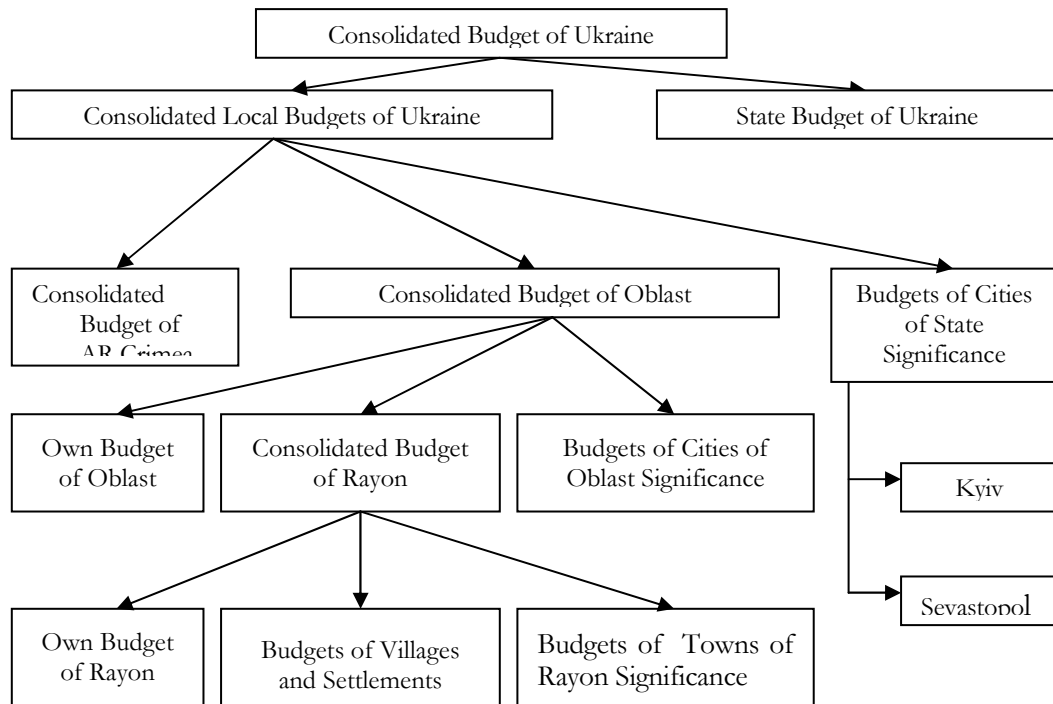 Consolidated Budget of Ukraine
Consolidated Local Budgets of Ukraine
State Budget of Ukraine
Consolidated
Budget of
AR Crimea
Consolidated Budget of Oblast
Budgets of Cities
of State
Significance
Own Budget
of Oblast
Consolidated Budget
of Rayon
Budgets of Cities of
Oblast Significance
Kyiv
Sevastopol
Own Budget
of Rayon
Budgets of Villages
and Settlements
Budgets of Towns of
Rayon Significance